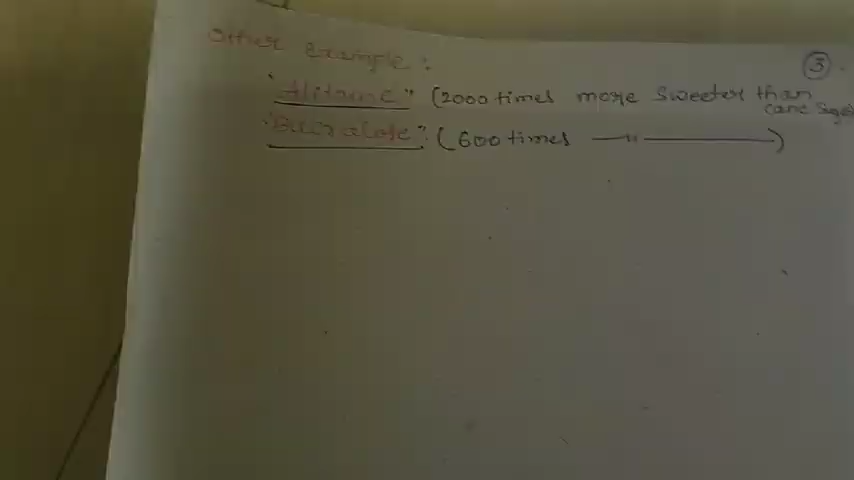 Other example:
③
"Alitame" (2000 times more sweeter than
cane Sugar
"Sucralose" (600 times —"—)